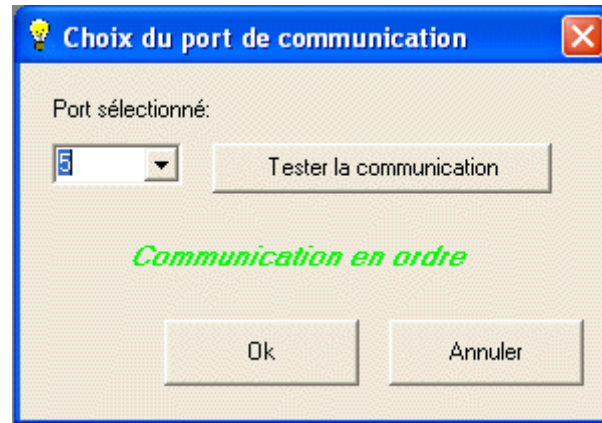 Choix du port de communication
Port sélectionné:
5
Tester la communication
Communication en ordre
Ok
Annuler